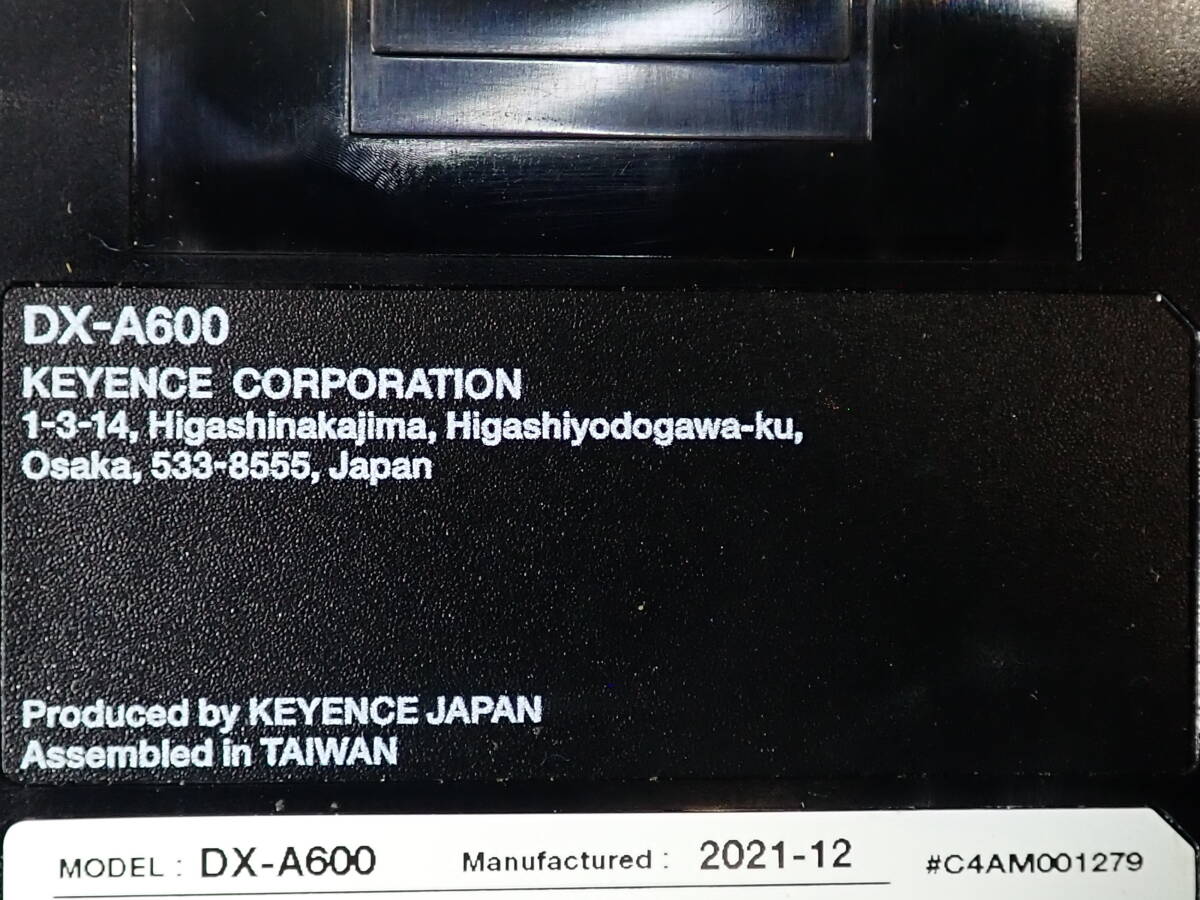 DX-A600
KEYENCE CORPORATION
1-3-14, Higashinakajima, Higashiyodogawa-ku,
Osaka, 533-8555, Japan
Produced by KEYENCE JAPAN
Assembled in TAIWAN
MODEL : DX-A600 Manufactured : 2021-12 #C4AM001279